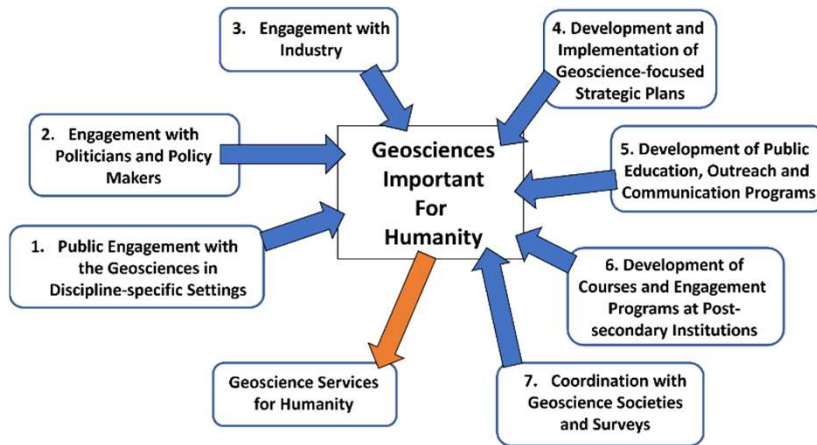 3. Engagement with
Industry
4. Development and
Implementation of
Geoscience-focused
Strategic Plans
2. Engagement with
Politicians and Policy
Makers
Geosciences
Important
For
Humanity
5. Development of Public
Education, Outreach and
Communication Programs
1. Public Engagement with
the Geosciences in
Discipline-specific Settings
6. Development of
Courses and Engagement
Programs at Post-
secondary Institutions
Geoscience Services
for Humanity
7. Coordination with
Geoscience Societies
and Surveys